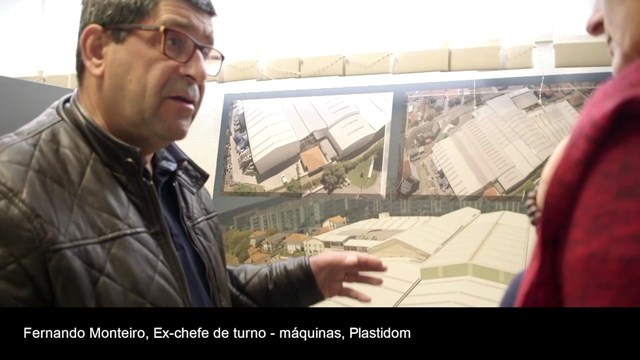 Fernando Monteiro, Ex-chefe de turno - máquinas, Plastidom